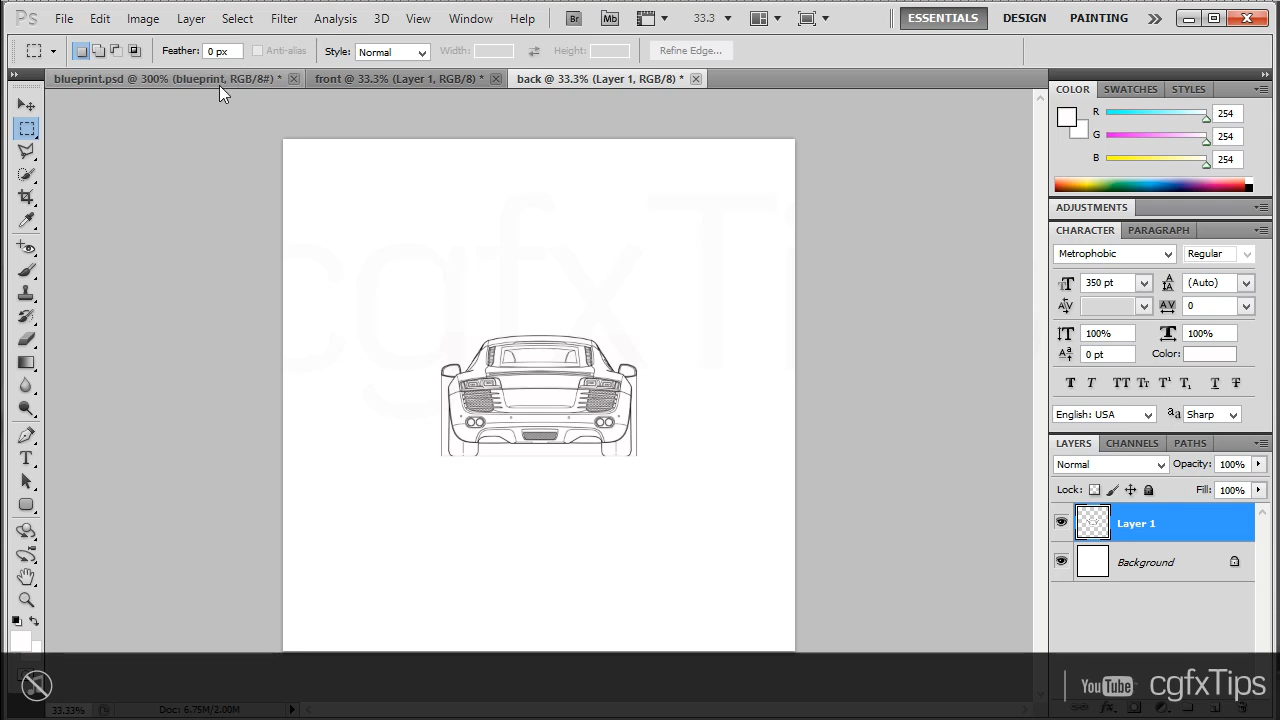 Ps File Edit Image Layer Select Filter Analysis 3D View Window Help Br Mb 33.3 ESSENTIALS DESIGN PAINTING
Feather: 0 px Anti-alias Style: Normal Width: Height: Refine Edge...
blueprint.psd @ 300% (blueprint, RGB/8#) * front @ 33.3% (Layer 1, RGB/8) * back @ 33.3% (Layer 1, RGB/8) *
COLOR SWATCHES STYLES
R 254
G 254
B 254
ADJUSTMENTS
CHARACTER PARAGRAPH
Metrophobic Regular
350 pt (Auto)
0
100% 100%
0 pt Color:
English: USA Sharp
LAYERS CHANNELS PATHS
Normal Opacity: 100%
Lock: Fill: 100%
Layer 1
Background
cgfxTips
YouTube cgfxTips
33.33% Doc: 6.75M/2.00M